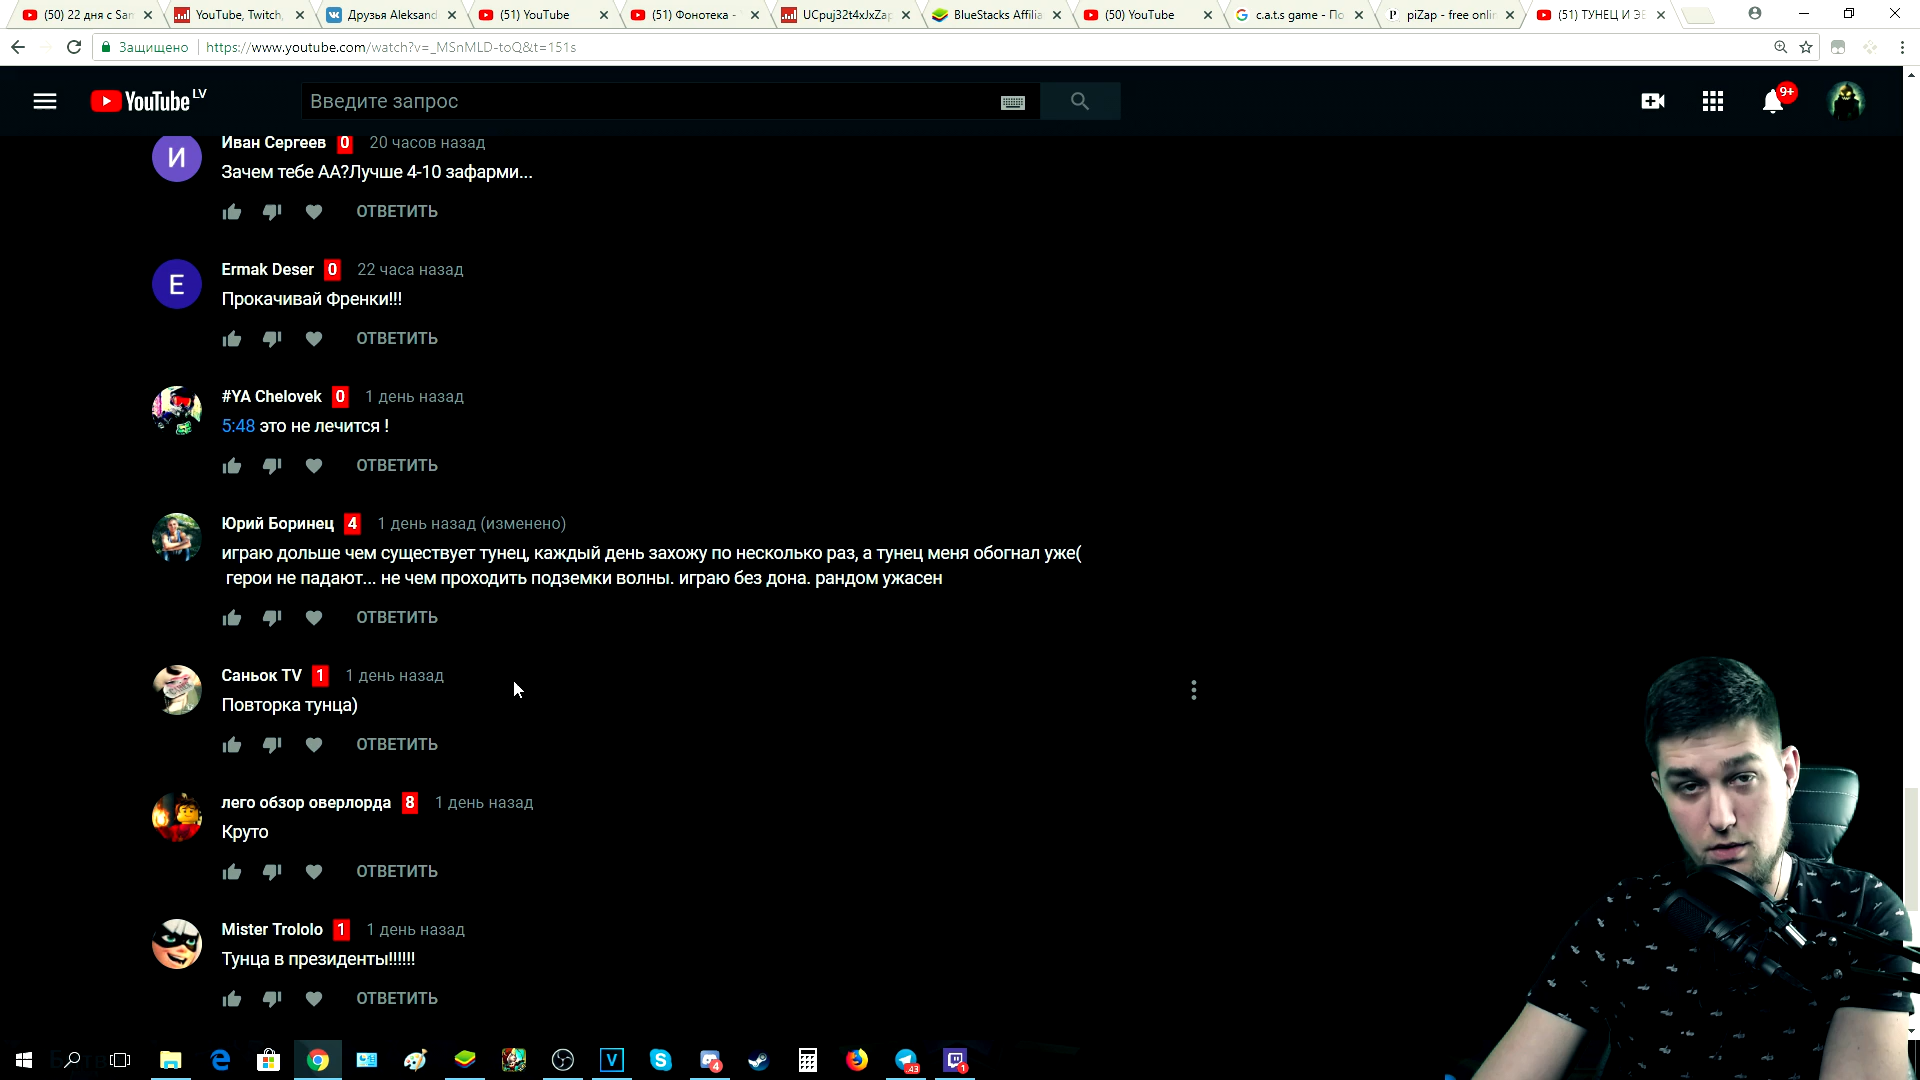 (50) 22 дня с San
YouTube, Twitch,
Друзья Aleksand
(51) YouTube
(51) Фонотека -
UCpuj32t4xJxZap
BlueStacks Affilia
(50) YouTube
c.a.t.s game - По
piZap - free onlin
(51) ТУНЕЦ И ЭЕ
Защищено
https://www.youtube.com/watch?v=_MSnMLD-toQ&t=151s
YouTube LV
Введите запрос
9+
И
Иван Сергеев 0 20 часов назад
Зачем тебе АА?Лучше 4-10 зафарми...
ОТВЕТИТЬ
E
Ermak Deser 0 22 часа назад
Прокачивай Френки!!!
ОТВЕТИТЬ
#YA Chelovek 0 1 день назад
5:48 это не лечится !
ОТВЕТИТЬ
Юрий Боринец 4 1 день назад (изменено)
играю дольше чем существует тунец, каждый день захожу по несколько раз, а тунец меня обогнал уже(
герои не падают... не чем проходить подземки волны. играю без дона. рандом ужасен
ОТВЕТИТЬ
Саньок TV 1 1 день назад
Повторка тунца)
ОТВЕТИТЬ
лего обзор оверлорда 8 1 день назад
Круто
ОТВЕТИТЬ
Mister Trololo 1 1 день назад
Тунца в президенты!!!!!!
ОТВЕТИТЬ
V
4
43
1